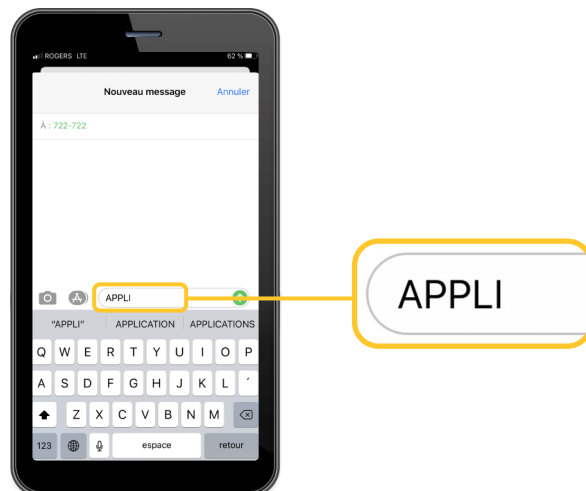 ROGERS LTE 62 %
Nouveau message Annuler
À : 722-722
APPLI
APPLI
"APPLI" APPLICATION APPLICATIONS
Q W E R T Y U I O P
A S D F G H J K L ´
Z X C V B N M
123 espace retour